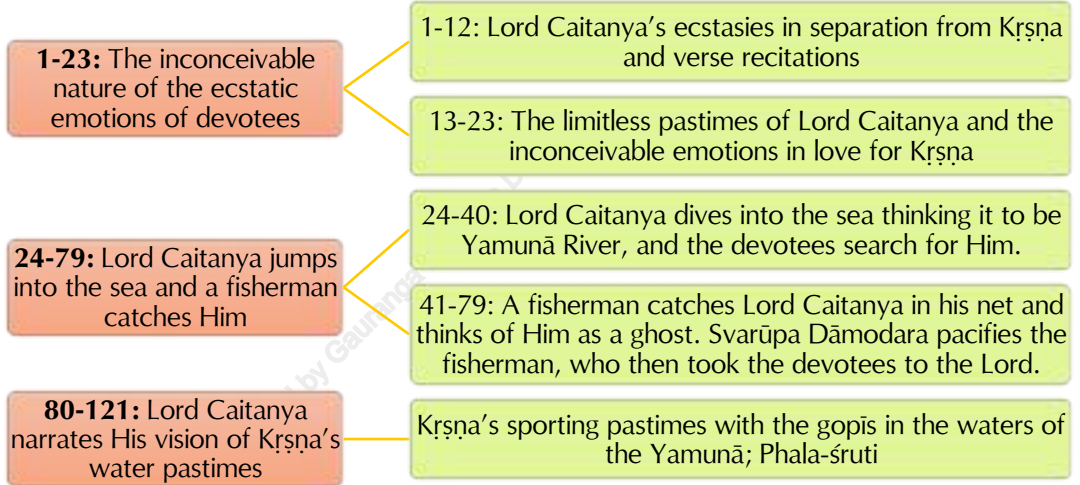 1-23: The inconceivable
nature of the ecstatic
emotions of devotees
1-12: Lord Caitanya’s ecstasies in separation from Kṛṣṇa
and verse recitations
13-23: The limitless pastimes of Lord Caitanya and the
inconceivable emotions in love for Kṛṣṇa
24-79: Lord Caitanya jumps
into the sea and a fisherman
catches Him
24-40: Lord Caitanya dives into the sea thinking it to be
Yamunā River, and the devotees search for Him.
41-79: A fisherman catches Lord Caitanya in his net and
thinks of Him as a ghost. Svarūpa Dāmodara pacifies the
fisherman, who then took the devotees to the Lord.
80-121: Lord Caitanya
narrates His vision of Kṛṣṇa’s
water pastimes
Kṛṣṇa’s sporting pastimes with the gopīs in the waters of
the Yamunā; Phala-śruti
by Gauranga